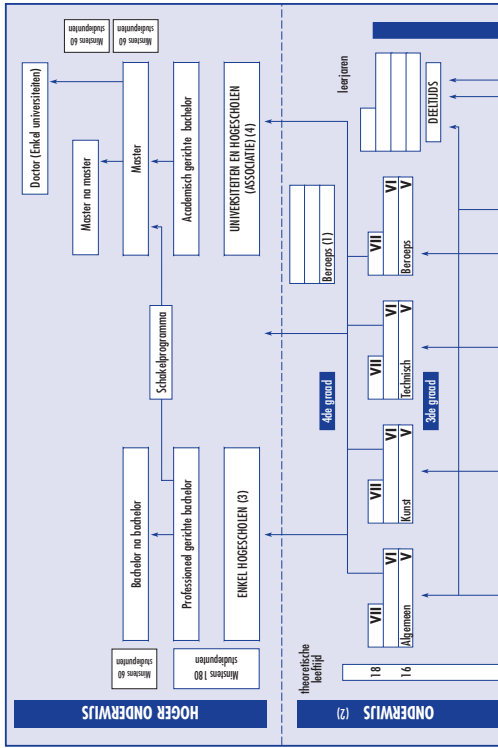 HOGER ONDERWIJS
Minstens 60
studiepunten
Minstens 60
studiepunten
Doctor (Enkel universiteiten)
Master na master
Master
Academisch gerichte bachelor
UNIVERSITEITEN EN HOGESCHOLEN
(ASSOCIATIE) (4)
Schakelprogramma
Bachelor na bachelor
Professioneel gerichte bachelor
ENKEL HOGESCHOLEN (3)
Minstens 60
studiepunten
Minstens 180
studiepunten
ONDERWIJS (2)
theoretische
leeftijd
18
16
leerjaren
DEELTIJDS
Beroeps (1)
4de graad
3de graad
VII
VI
V
Algemeen
VII
VI
V
Kunst
VII
VI
V
Technisch
VII
VI
V
Beroeps